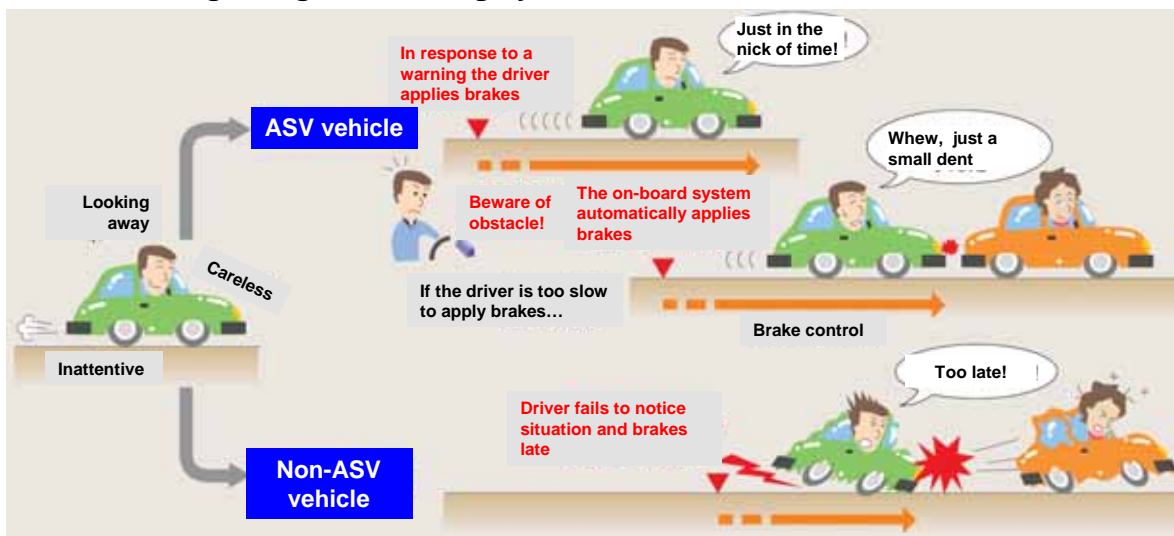 Just in the
nick of time!
In response to a
warning the driver
applies brakes
ASV vehicle
Whew, just a
small dent
Looking
away
Beware of
obstacle!
The on-board system
automatically applies
brakes
Careless
If the driver is too slow
to apply brakes…
Brake control
Inattentive
Too late!
Driver fails to notice
situation and brakes
late
Non-ASV
vehicle